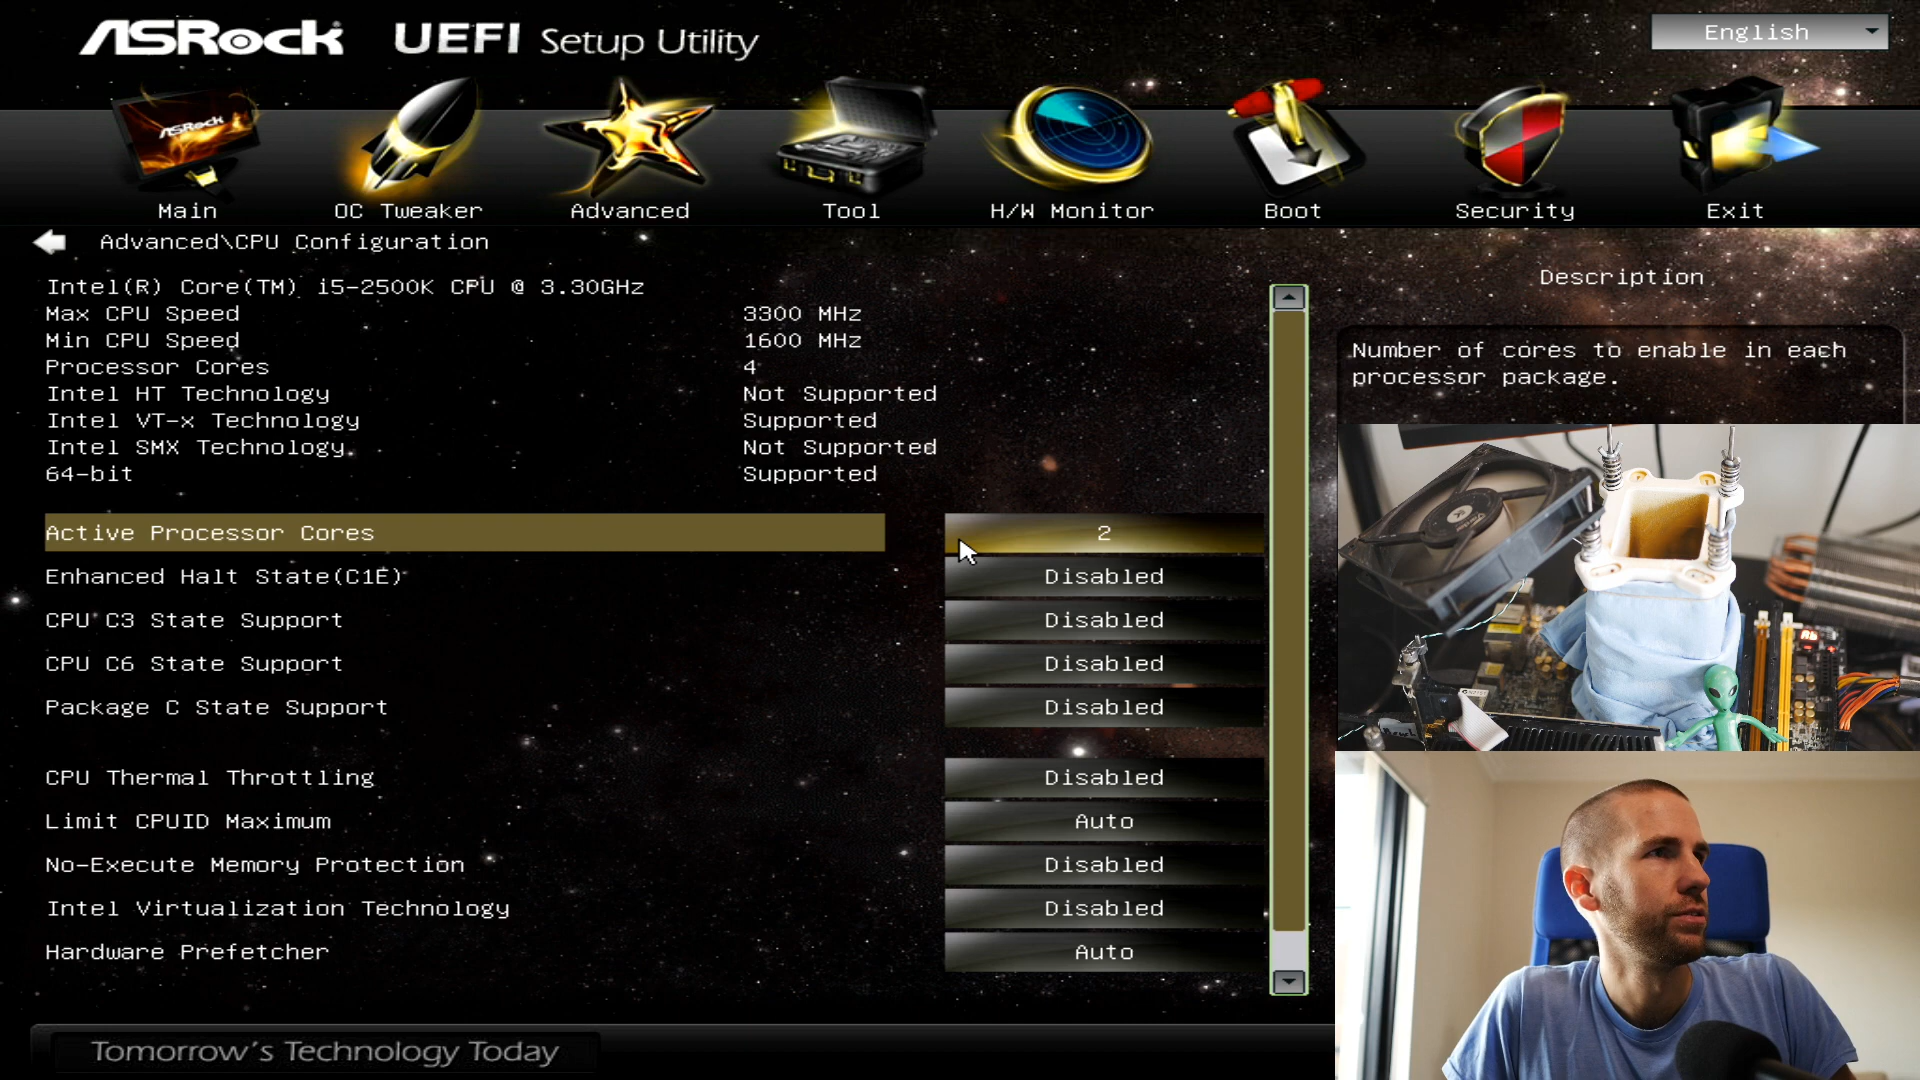 ASRock UEFI Setup Utility
English
ASRock
Main OC Tweaker Advanced Tool H/W Monitor Boot Security Exit
Advanced\CPU Configuration
Description
Intel(R) Core(TM) i5-2500K CPU @ 3.30GHz
Max CPU Speed 3300 MHz
Min CPU Speed 1600 MHz
Processor Cores 4
Intel HT Technology Not Supported
Intel VT-x Technology Supported
Intel SMX Technology Not Supported
64-bit Supported
Number of cores to enable in each
processor package.
Active Processor Cores 2
Enhanced Halt State(C1E) Disabled
CPU C3 State Support Disabled
CPU C6 State Support Disabled
Package C State Support Disabled
CPU Thermal Throttling Disabled
Limit CPUID Maximum Auto
No-Execute Memory Protection Disabled
Intel Virtualization Technology Disabled
Hardware Prefetcher Auto
Tomorrow's Technology Today